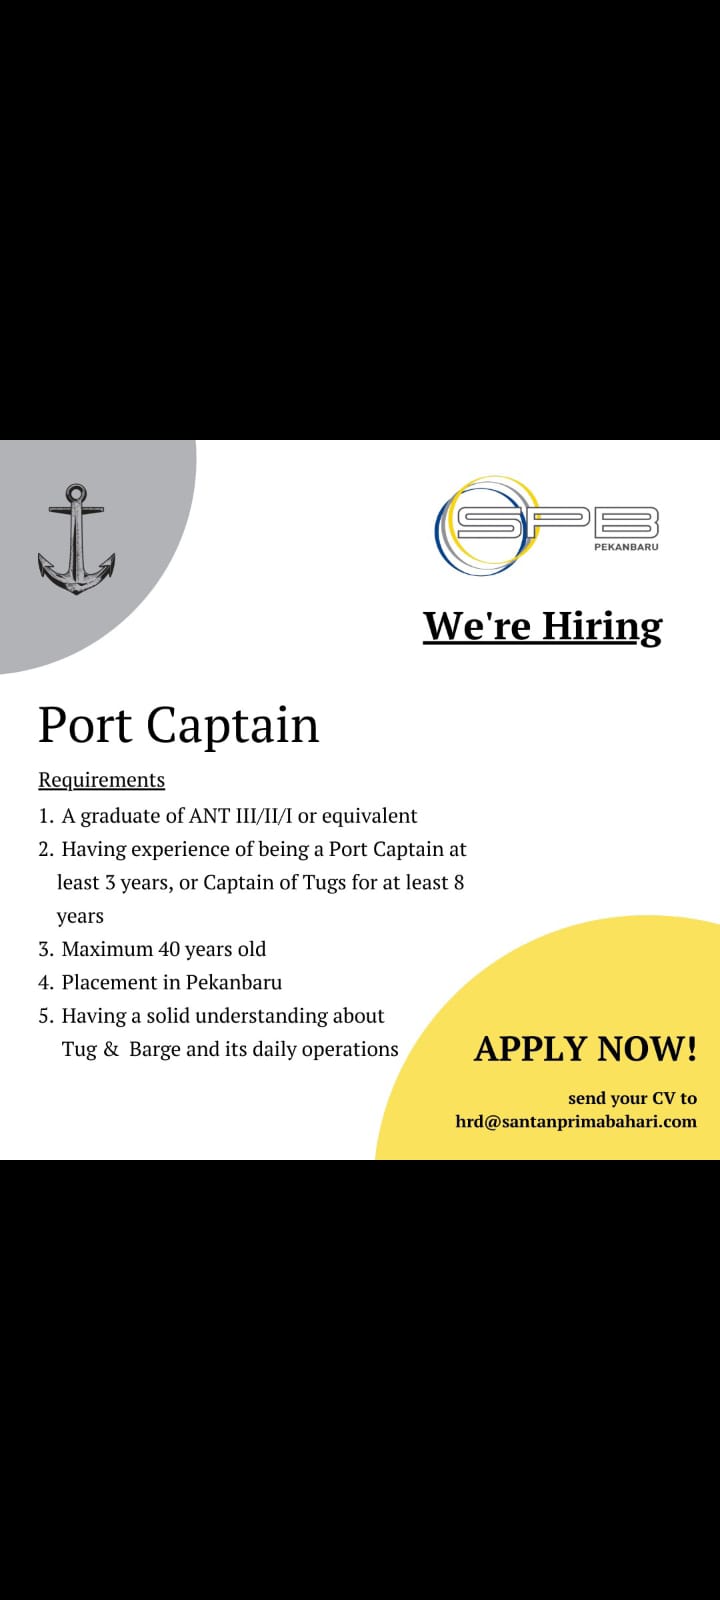 SPB
PEKANBARU
We're Hiring
Port Captain
Requirements
1. A graduate of ANT III/II/I or equivalent
2. Having experience of being a Port Captain at
least 3 years, or Captain of Tugs for at least 8
years
3. Maximum 40 years old
4. Placement in Pekanbaru
5. Having a solid understanding about
Tug & Barge and its daily operations
APPLY NOW!
send your CV to
hrd@santanprimabahari.com